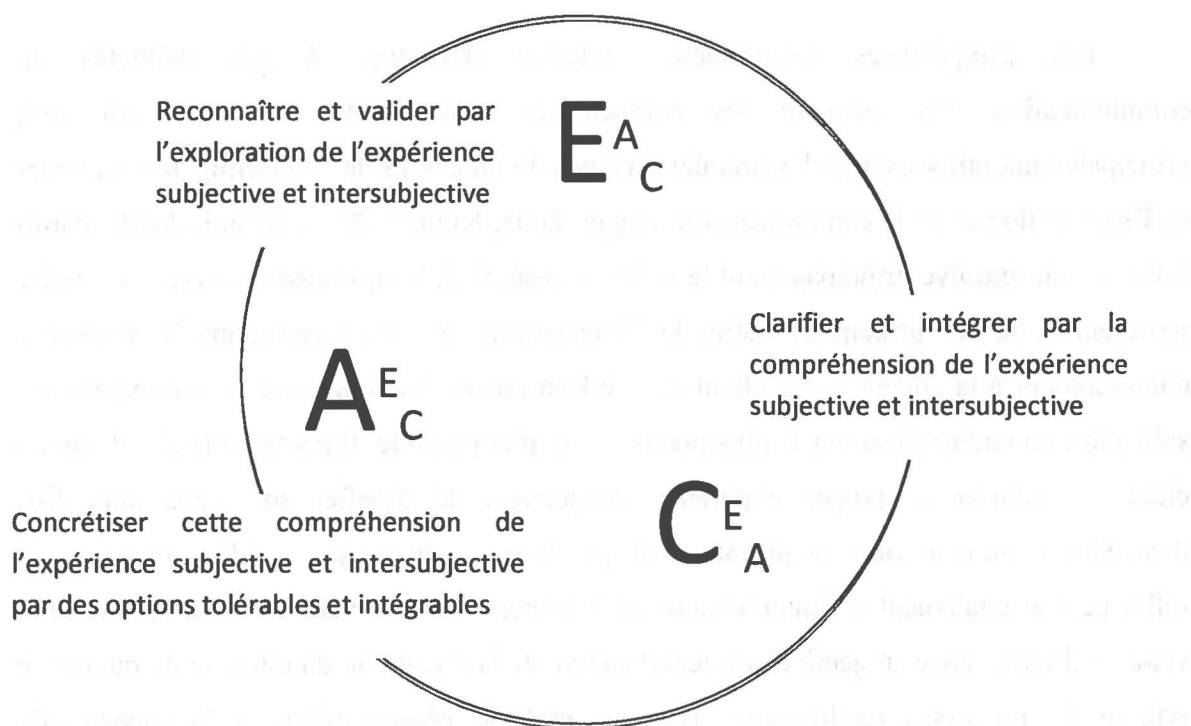 Reconnaître et valider par
l'exploration de l'expérience
subjective et intersubjective
E A
C
Clarifier et intégrer par la
compréhension de l'expérience
subjective et intersubjective
A E
C
C E
A
Concrétiser cette compréhension de
l'expérience subjective et intersubjective
par des options tolérables et intégrables